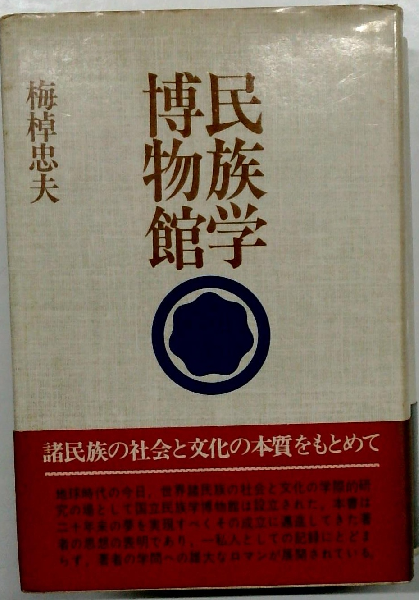 民族学
博物館
梅棹忠夫
諸民族の社会と文化の本質をもとめて
地球時代の今日、世界諸民族の社会と文化の学際的研
究の場として国立民族学博物館は設立された。本書は
二十年来の夢を実現すべくその成立に邁進してきた著
者の思想の表明であり、一私人としての記録にとどま
らず、著者の学問への雄大なロマンが展開されている。